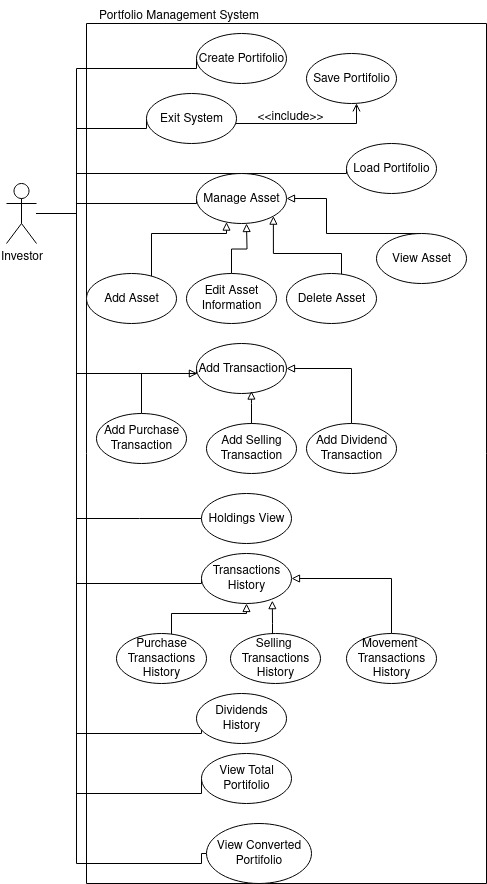 Portfolio Management System
Create Portifolio
Save Portifolio
Exit System
<<include>>
Load Portifolio
Manage Asset
Investor
View Asset
Add Asset
Edit Asset
Information
Delete Asset
Add Transaction
Add Purchase
Transaction
Add Selling
Transaction
Add Dividend
Transaction
Holdings View
Transactions
History
Purchase
Transactions
History
Selling
Transactions
History
Movement
Transactions
History
Dividends
History
View Total
Portifolio
View Converted
Portifolio